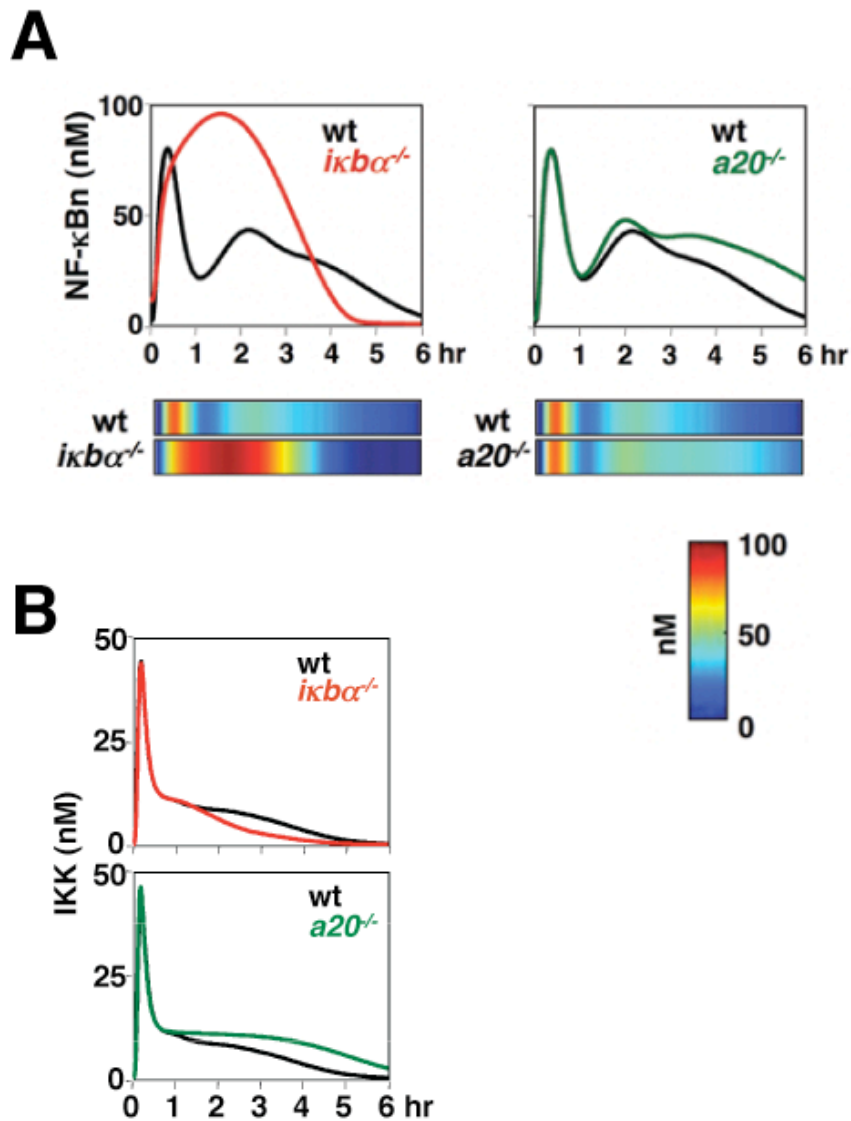 A
NF-κBn (nM)
100
50
0
wt
iκbα-/-
0 1 2 3 4 5 6 hr
wt
a20-/-
0 1 2 3 4 5 6 hr
wt
iκbα-/-
wt
a20-/-
nM
100
50
0
B
IKK (nM)
50
25
0
wt
iκbα-/-
50
25
0
wt
a20-/-
0 1 2 3 4 5 6 hr